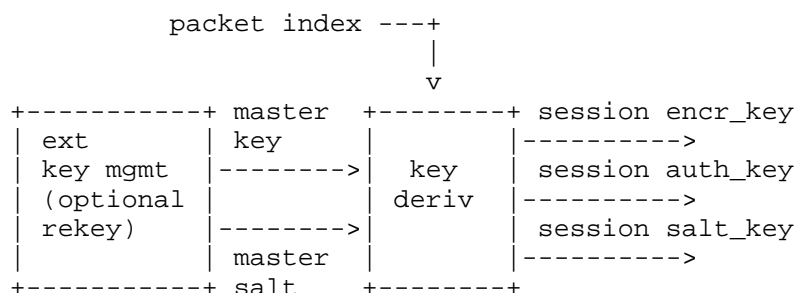 packet index ---+
|
v
+-----------+ master +--------+ session encr_key
| ext | key | |---------->
| key mgmt |-------->| key | session auth_key
| (optional | | deriv |---------->
| rekey) |-------->| | session salt_key
| | master | |---------->
+-----------+ salt +--------+